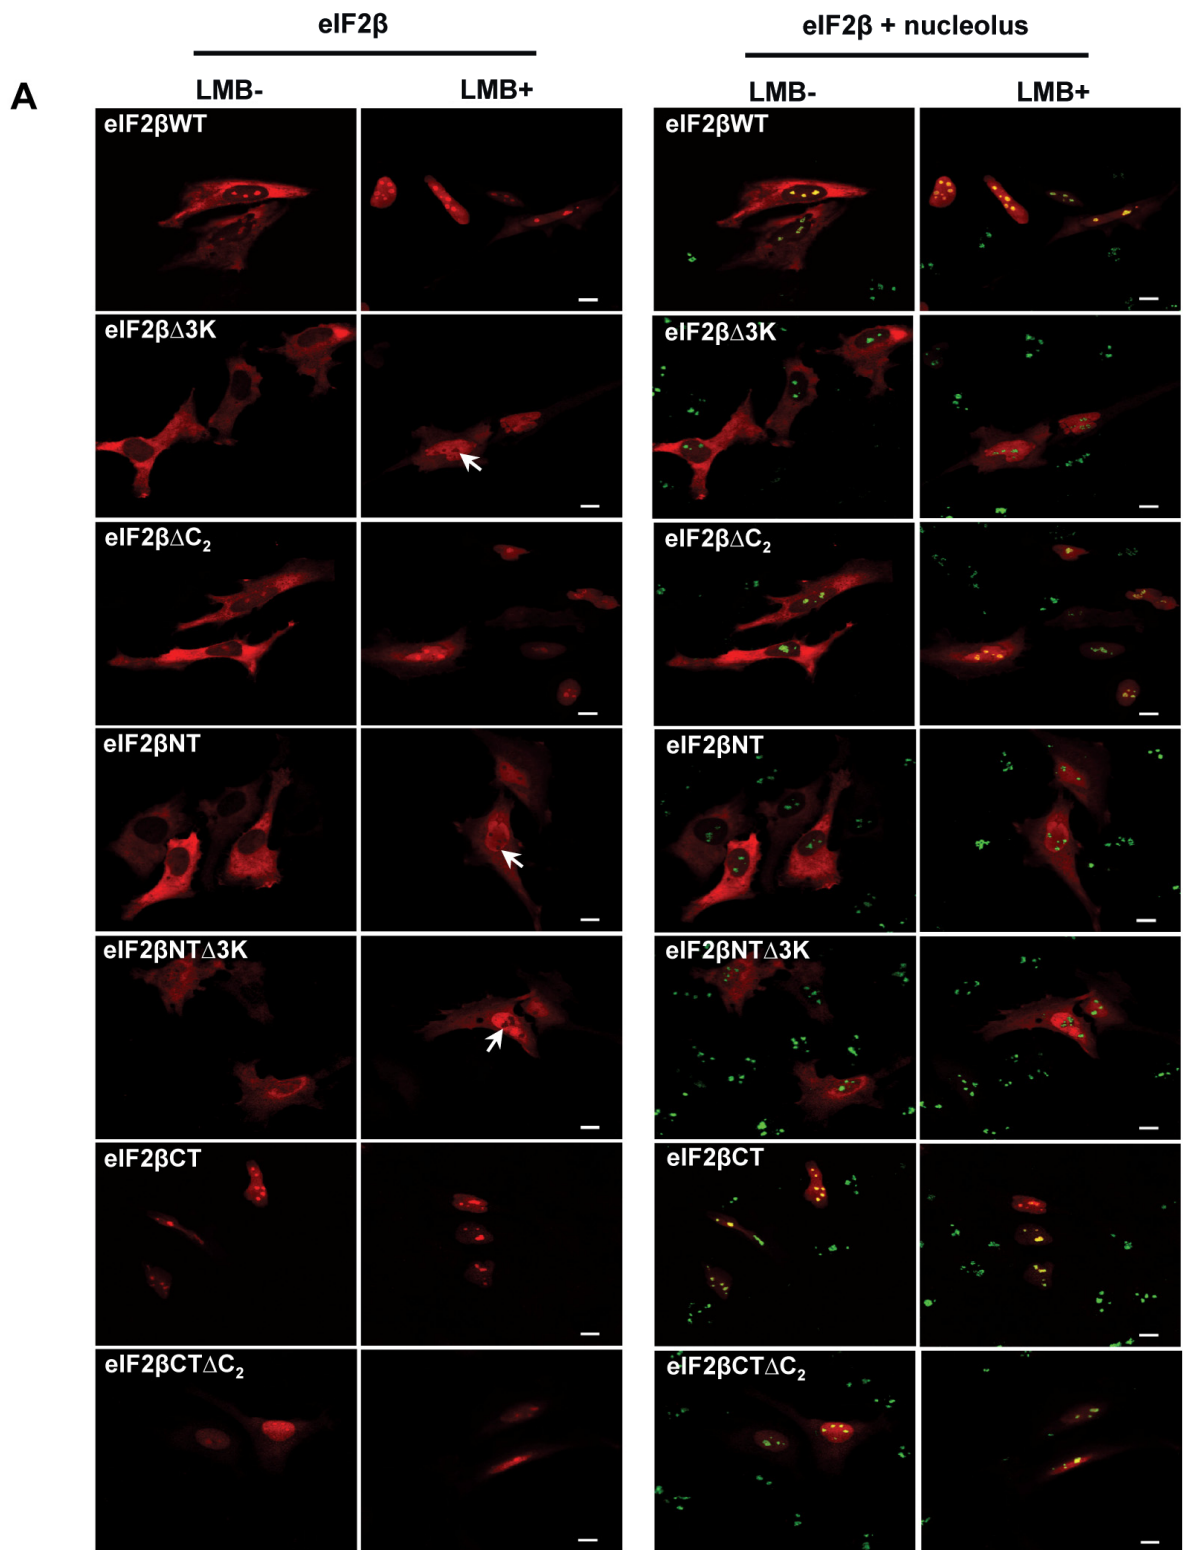 eIF2β eIF2β + nucleolus
A
LMB- LMB+ LMB- LMB+
eIF2βWT eIF2βWT
eIF2βΔ3K eIF2βΔ3K
eIF2βΔC₂ eIF2βΔC₂
eIF2βNT eIF2βNT
eIF2βNTΔ3K eIF2βNTΔ3K
eIF2βCT eIF2βCT
eIF2βCTΔC₂ eIF2βCTΔC₂